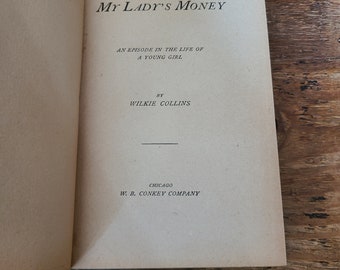 MY LADY'S MONEY
AN EPISODE IN THE LIFE OF
A YOUNG GIRL
BY
WILKIE COLLINS
CHICAGO
W. B. CONKEY COMPANY